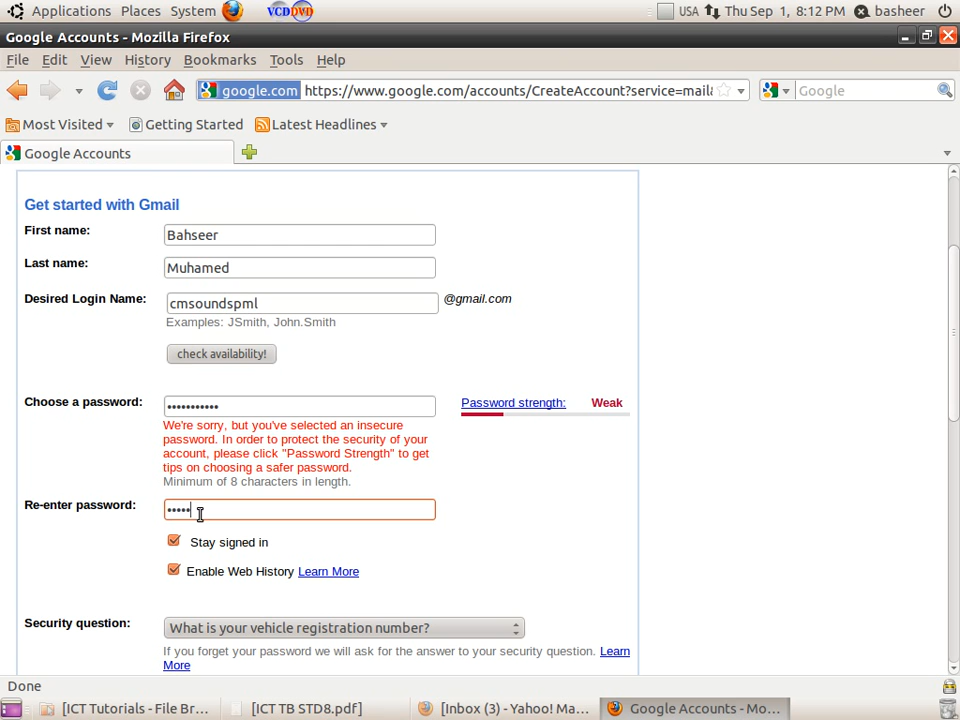 Applications Places System VCD DVD USA Thu Sep 1, 8:12 PM basheer
Google Accounts - Mozilla Firefox
File Edit View History Bookmarks Tools Help
google.com https://www.google.com/accounts/CreateAccount?service=mail& Google
Most Visited Getting Started Latest Headlines
Google Accounts
Get started with Gmail
First name: Bahseer
Last name: Muhamed
Desired Login Name: cmsoundspml @gmail.com
Examples: JSmith, John.Smith
check availability!
Choose a password: ••••••••••• Password strength: Weak
We're sorry, but you've selected an insecure
password. In order to protect the security of your
account, please click "Password Strength" to get
tips on choosing a safer password.
Minimum of 8 characters in length.
Re-enter password: •••••
Stay signed in
Enable Web History Learn More
Security question: What is your vehicle registration number?
If you forget your password we will ask for the answer to your security question. Learn
More
Done
[ICT Tutorials - File Br... [ICT TB STD8.pdf] [Inbox (3) - Yahoo! Ma... Google Accounts - Mo...